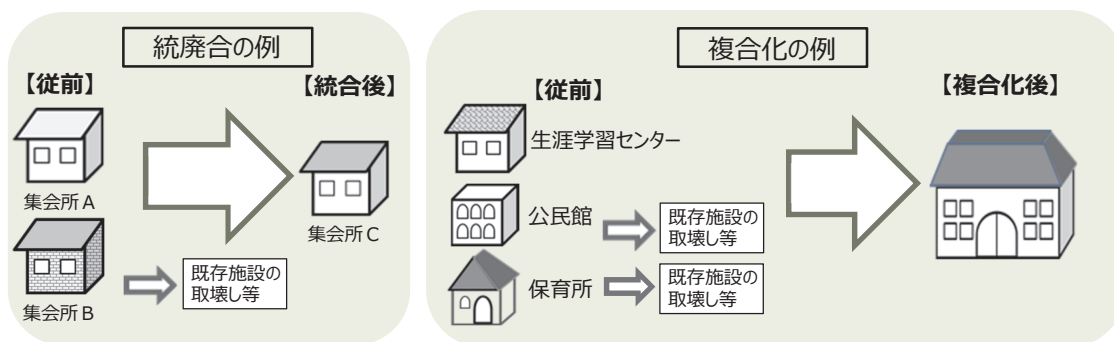 統廃合の例
【従前】
【統合後】
集会所A
集会所C
集会所B
既存施設の
取壊し等
複合化の例
【従前】
【複合化後】
生涯学習センター
公民館
既存施設の
取壊し等
保育所
既存施設の
取壊し等